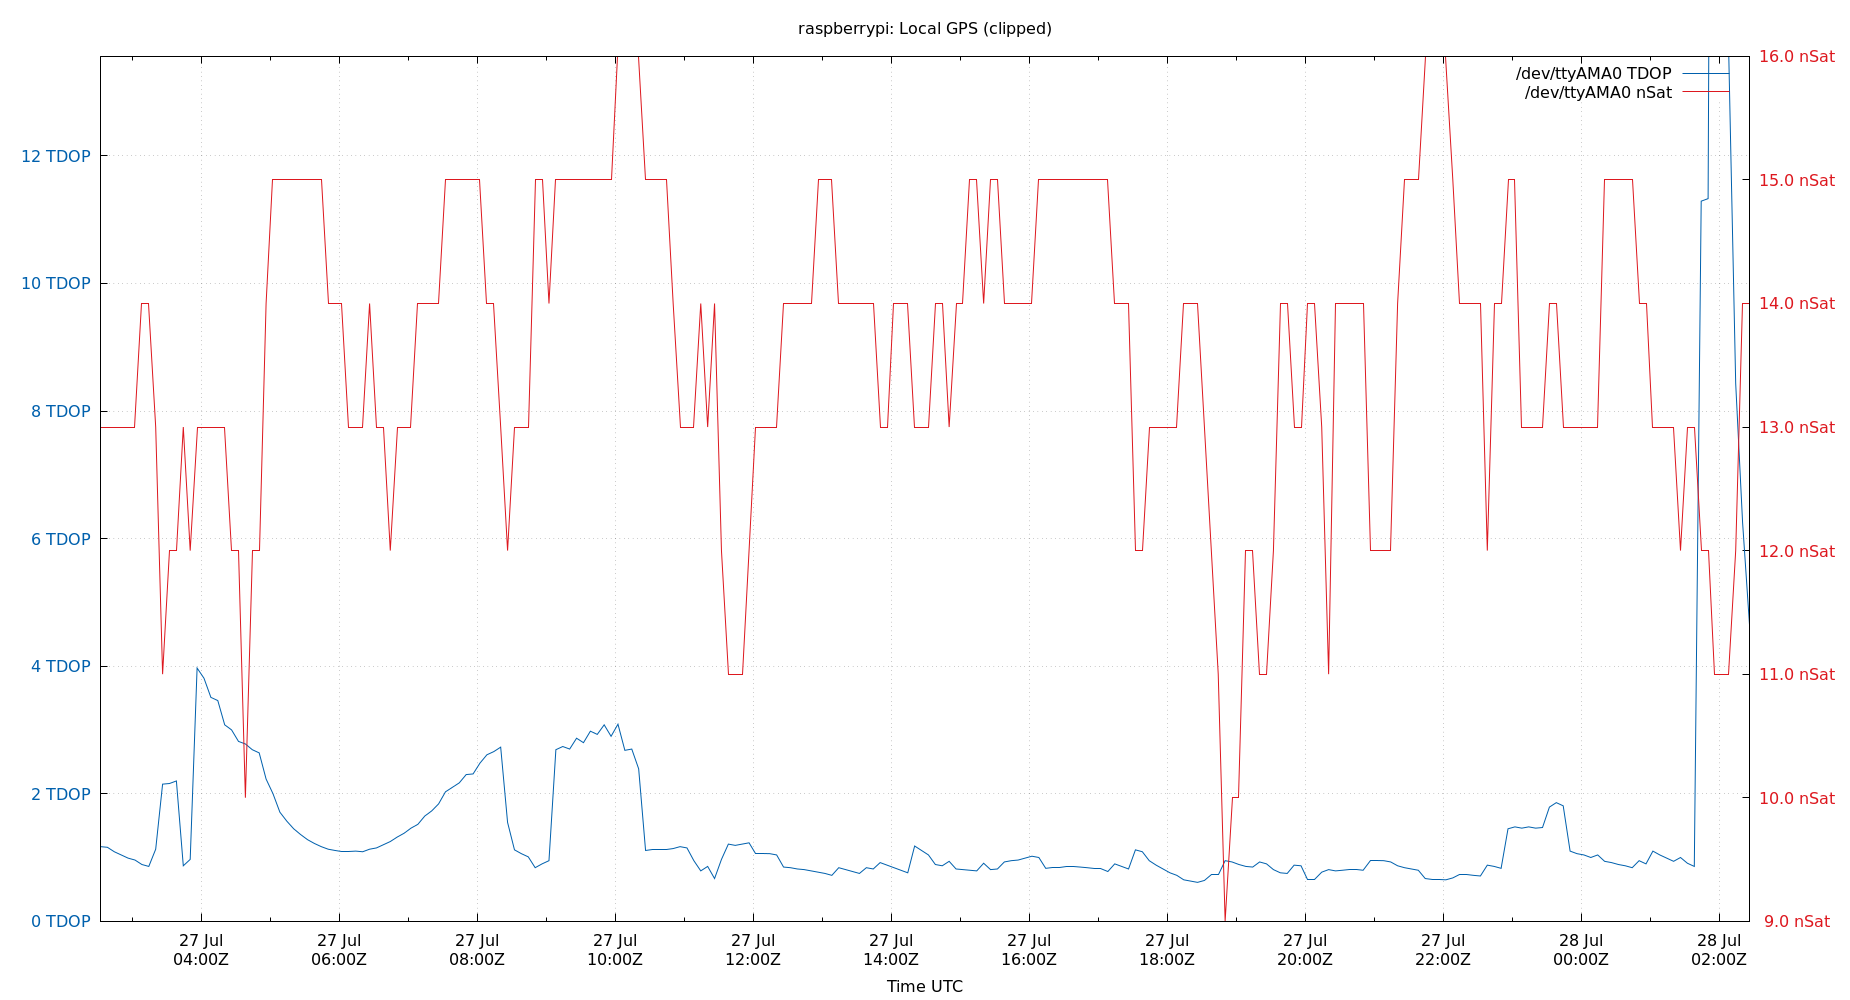 raspberrypi: Local GPS (clipped)
/dev/ttyAMA0 TDOP
/dev/ttyAMA0 nSat
12 TDOP
10 TDOP
8 TDOP
6 TDOP
4 TDOP
2 TDOP
0 TDOP
16.0 nSat
15.0 nSat
14.0 nSat
13.0 nSat
12.0 nSat
11.0 nSat
10.0 nSat
9.0 nSat
27 Jul
04:00Z
27 Jul
06:00Z
27 Jul
08:00Z
27 Jul
10:00Z
27 Jul
12:00Z
27 Jul
14:00Z
27 Jul
16:00Z
27 Jul
18:00Z
27 Jul
20:00Z
27 Jul
22:00Z
28 Jul
00:00Z
28 Jul
02:00Z
Time UTC